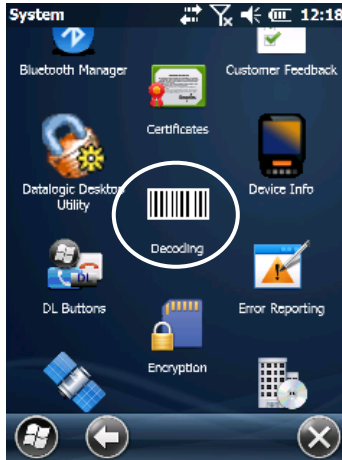 System 12:18
Bluetooth Manager
Customer Feedback
Certificates
Datalogic Desktop
Utility
Device Info
Decoding
DL Buttons
DL
Error Reporting
Encryption